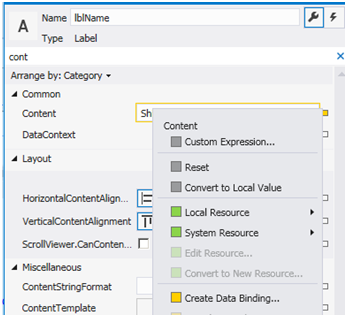 A
Name lblName
Type Label
cont
Arrange by: Category
Common
Content Sh
Content
Custom Expression...
DataContext
Reset
Convert to Local Value
Layout
HorizontalContentAlign...
Local Resource
VerticalContentAlignment
System Resource
ScrollViewer.CanConten...
Edit Resource...
Miscellaneous
Convert to New Resource...
ContentStringFormat
Create Data Binding...
ContentTemplate